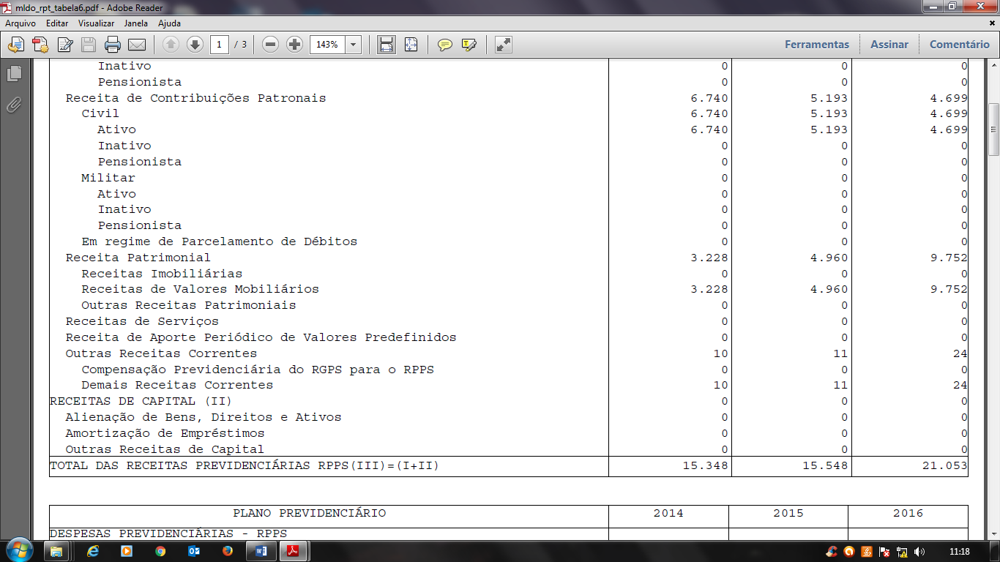 mldo_rpt_tabela6.pdf - Adobe Reader
Arquivo Editar Visualizar Janela Ajuda
1 / 3 143% Ferramentas Assinar Comentário
Inativo 0 0 0
Pensionista 0 0 0
Receita de Contribuições Patronais 6.740 5.193 4.699
Civil 6.740 5.193 4.699
Ativo 6.740 5.193 4.699
Inativo 0 0 0
Pensionista 0 0 0
Militar 0 0 0
Ativo 0 0 0
Inativo 0 0 0
Pensionista 0 0 0
Em regime de Parcelamento de Débitos 0 0 0
Receita Patrimonial 3.228 4.960 9.752
Receitas Imobiliárias 0 0 0
Receitas de Valores Mobiliários 3.228 4.960 9.752
Outras Receitas Patrimoniais 0 0 0
Receitas de Serviços 0 0 0
Receita de Aporte Periódico de Valores Predefinidos 0 0 0
Outras Receitas Correntes 10 11 24
Compensação Previdenciária do RGPS para o RPPS 0 0 0
Demais Receitas Correntes 10 11 24
RECEITAS DE CAPITAL (II) 0 0 0
Alienação de Bens, Direitos e Ativos 0 0 0
Amortização de Empréstimos 0 0 0
Outras Receitas de Capital 0 0 0
TOTAL DAS RECEITAS PREVIDENCIÁRIAS RPPS(III)=(I+II) 15.348 15.548 21.053
PLANO PREVIDENCIÁRIO 2014 2015 2016
DESPESAS PREVIDENCIÁRIAS - RPPS
11:18